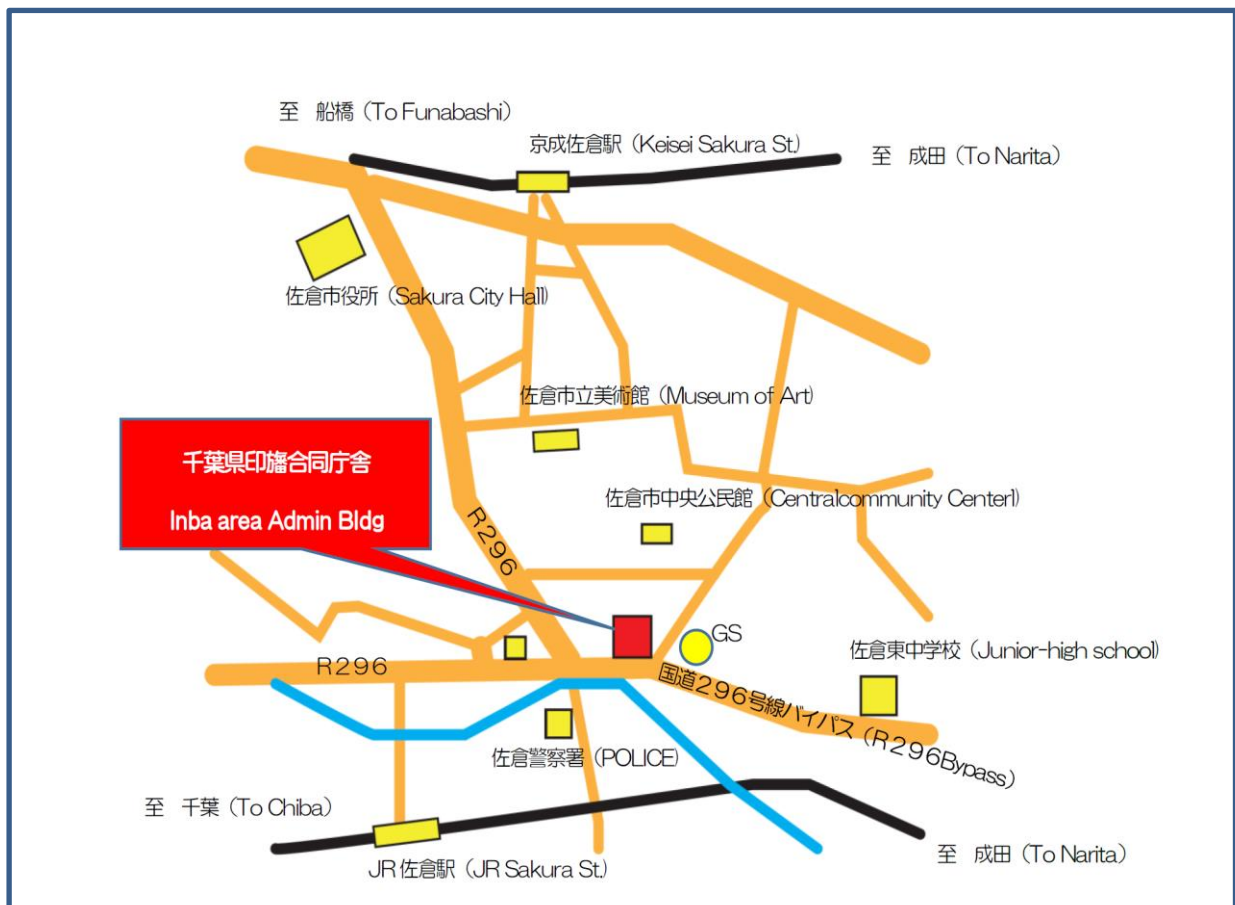 至　船橋（To Funabashi）
京成佐倉駅（Keisei Sakura St.）
至　成田（To Narita）
佐倉市役所（Sakura City Hall）
佐倉市立美術館（Museum of Art）
千葉県印旛合同庁舎
Inba area Admin Bldg
佐倉市中央公民館（Centralcommunity Centerl）
R296
GS
佐倉東中学校（Junior-high school）
R296
国道296号線バイパス（R296Bypass）
佐倉警察署（POLICE）
至　千葉（To Chiba）
至　成田（To Narita）
JR佐倉駅（JR Sakura St.）